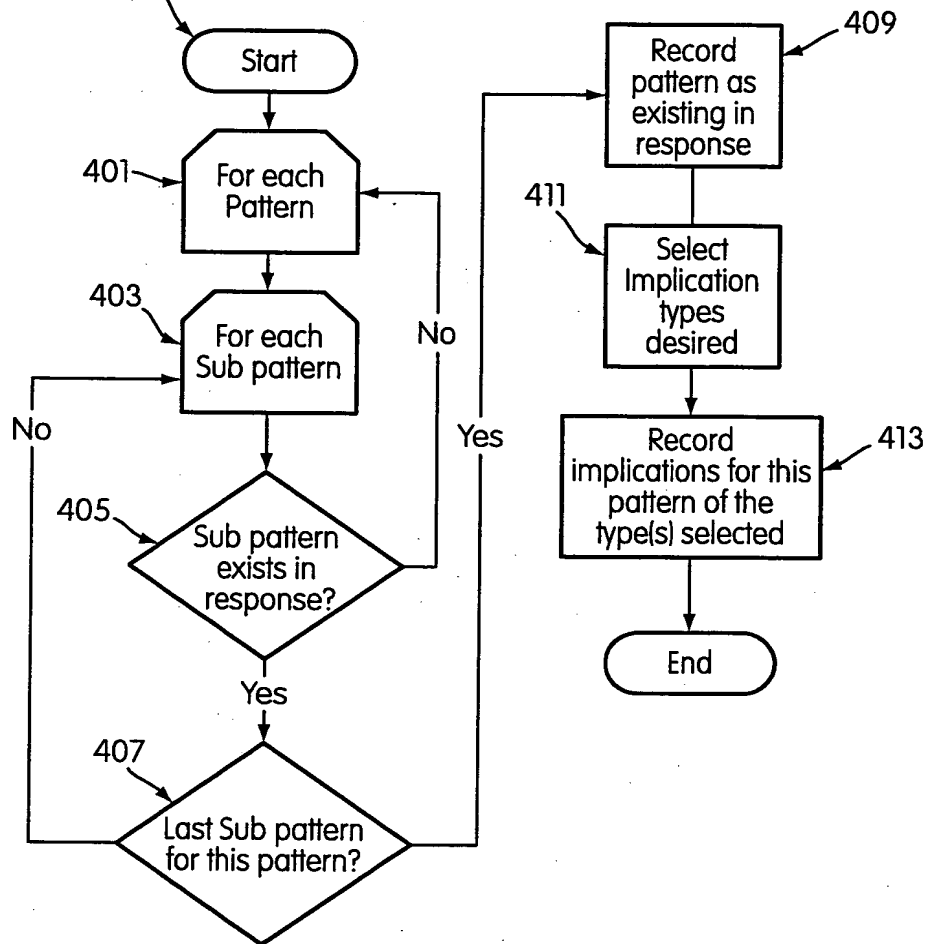 Start
401
For each
Pattern
403
For each
Sub pattern
No
No
405
Sub pattern
exists in
response?
Yes
407
Last Sub pattern
for this pattern?
Yes
409
Record
pattern as
existing in
response
411
Select
Implication
types
desired
413
Record
implications for this
pattern of the
type(s) selected
End